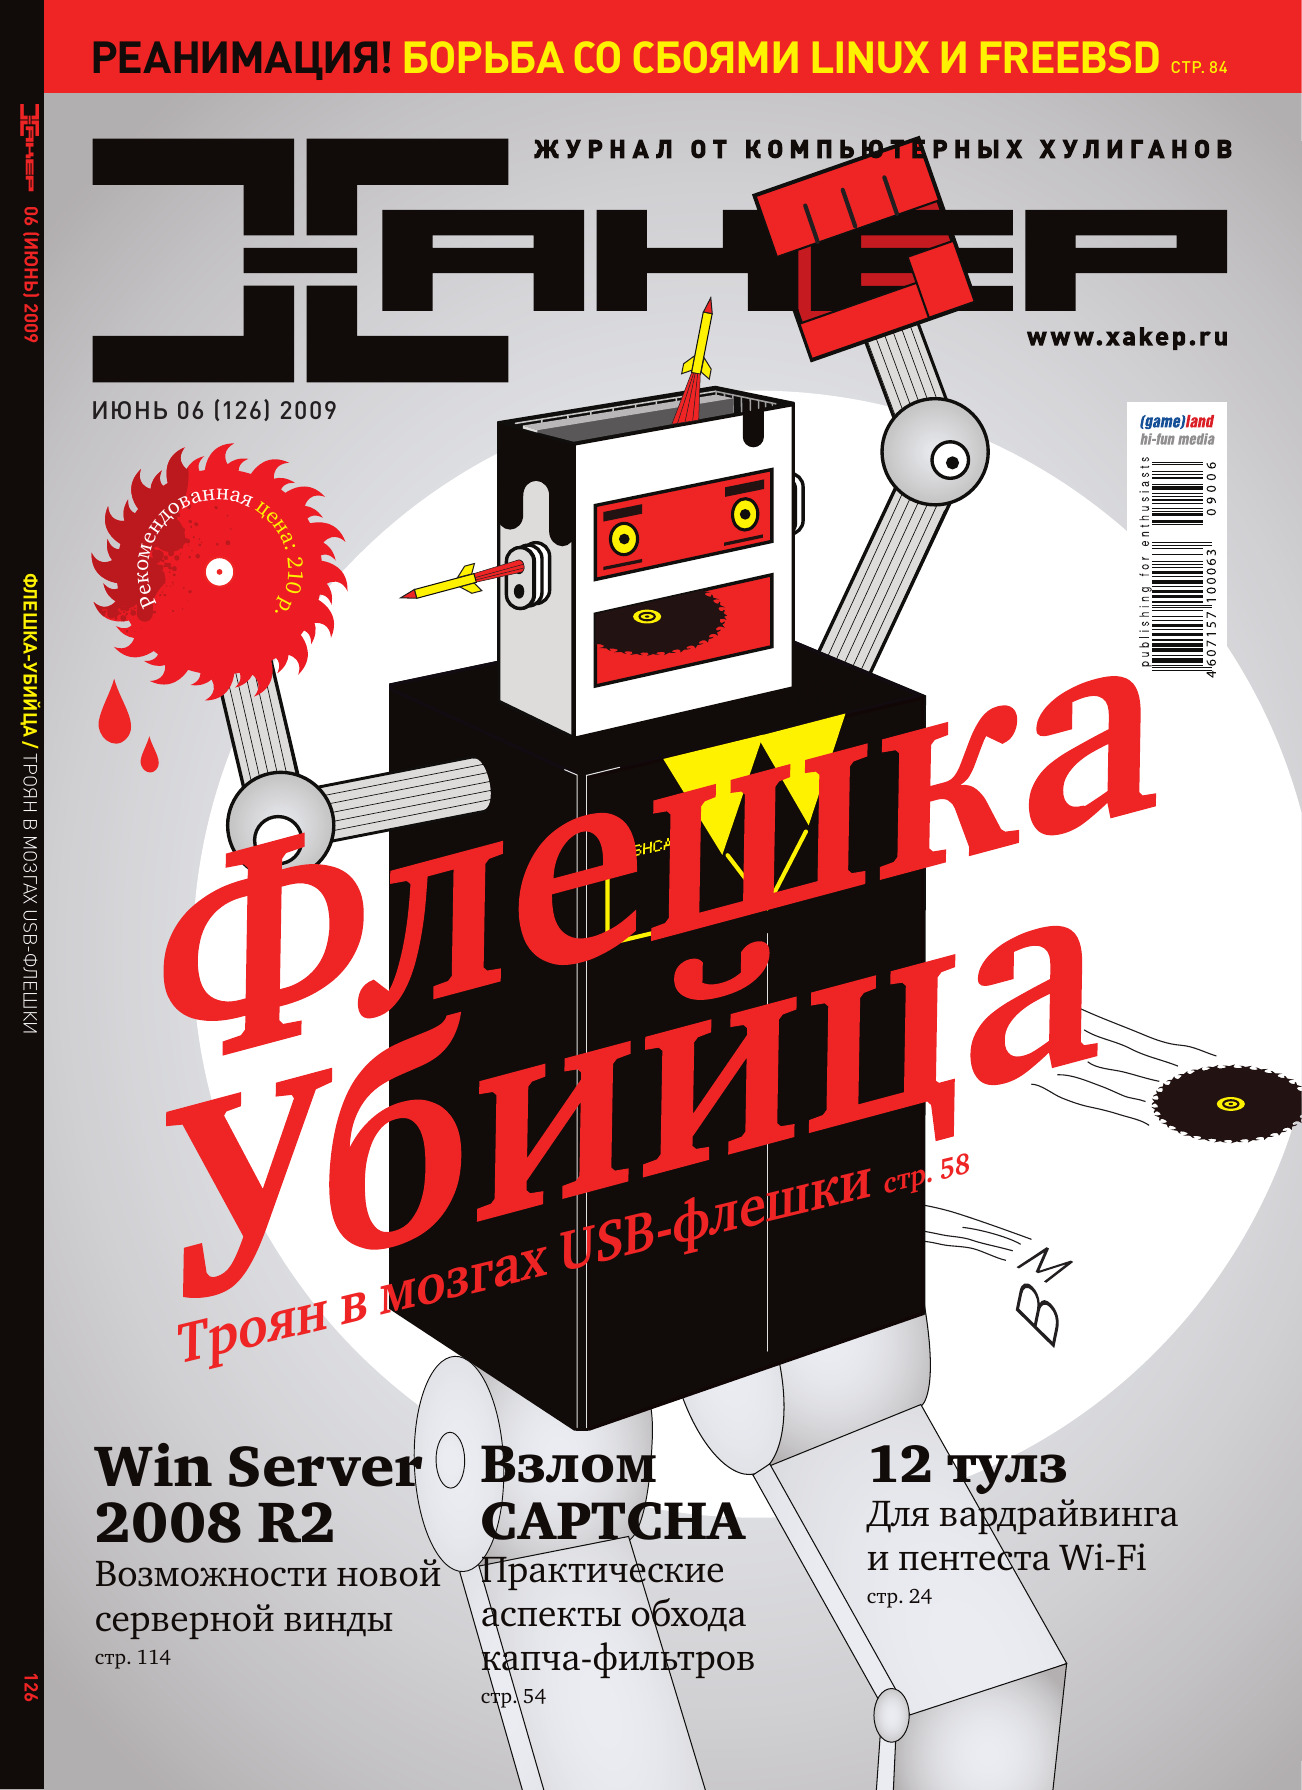 РЕАНИМАЦИЯ! БОРЬБА СО СБОЯМИ LINUX И FREEBSD СТР. 84
ЖУРНАЛ ОТ КОМПЬЮТЕРНЫХ ХУЛИГАНОВ
ХАКЕР
www.xakep.ru
ИЮНЬ 06 (126) 2009
(game)land
hi-fun media
publishing for enthusiasts
09006
4607157100063
рекомендованная цена: 210 р.
Флешка
Убийца
Троян в мозгах USB-флешки стр. 58
ВМ
Win Server
2008 R2
Возможности новой
серверной винды
стр. 114
Взлом
CAPTCHA
Практические
аспекты обхода
капча-фильтров
стр. 54
12 тулз
Для вардрайвинга
и пентеста Wi-Fi
стр. 24
ХАКЕР 06 (ИЮНЬ) 2009
ФЛЕШКА-УБИЙЦА / ТРОЯН В МОЗГАХ USB-ФЛЕШКИ
126